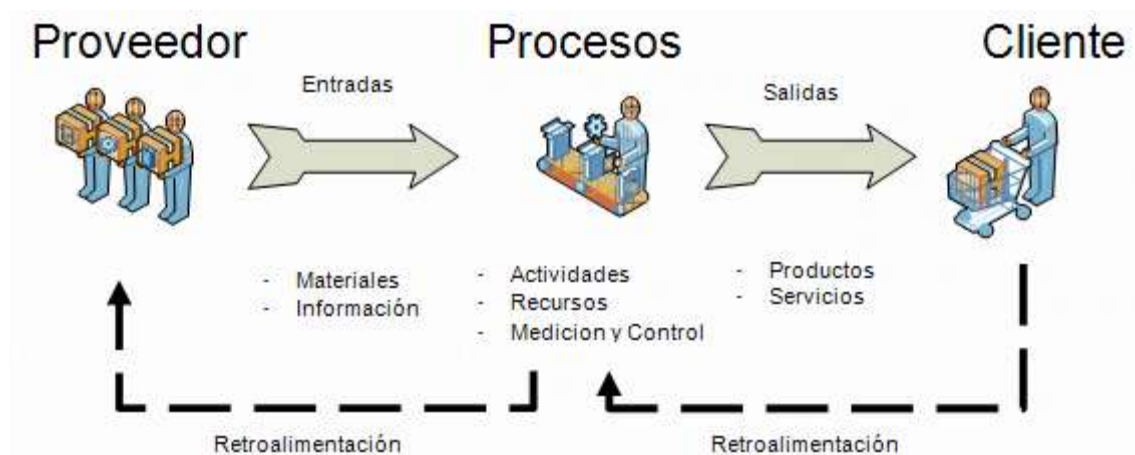 Proveedor
Procesos
Cliente
Entradas
Salidas
- Materiales
- Información
- Actividades
- Recursos
- Medicion y Control
- Productos
- Servicios
Retroalimentación
Retroalimentación